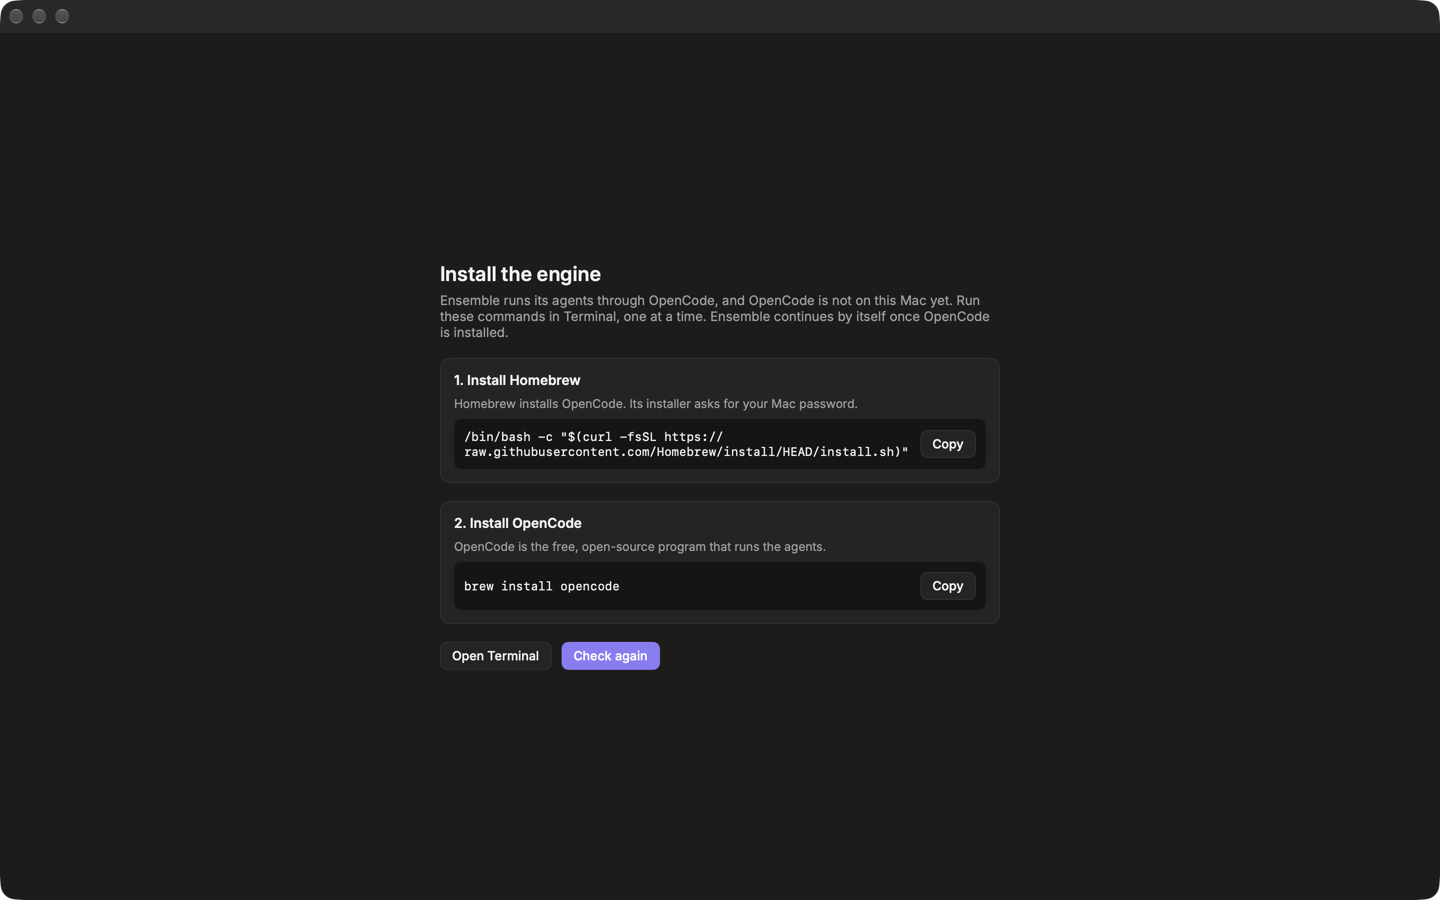 Install the engine
Ensemble runs its agents through OpenCode, and OpenCode is not on this Mac yet. Run
these commands in Terminal, one at a time. Ensemble continues by itself once OpenCode
is installed.
1. Install Homebrew
Homebrew installs OpenCode. Its installer asks for your Mac password.
/bin/bash -c "$(curl -fsSL https://
raw.githubusercontent.com/Homebrew/install/HEAD/install.sh)"
Copy
2. Install OpenCode
OpenCode is the free, open-source program that runs the agents.
brew install opencode
Copy
Open Terminal
Check again